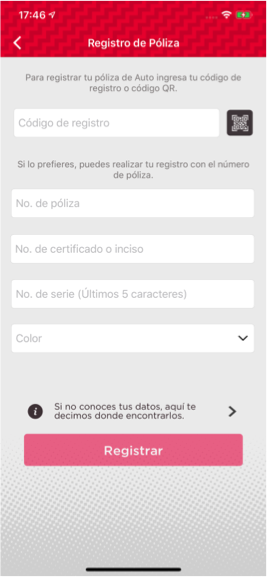 17:46
Registro de Póliza
Para registrar tu póliza de Auto ingresa tu código de
registro o código QR.
Código de registro
Si lo prefieres, puedes realizar tu registro con el número
de póliza.
No. de póliza
No. de certificado o inciso
No. de serie (Últimos 5 caracteres)
Color
Si no conoces tus datos, aquí te
decimos donde encontrarlos.
Registrar